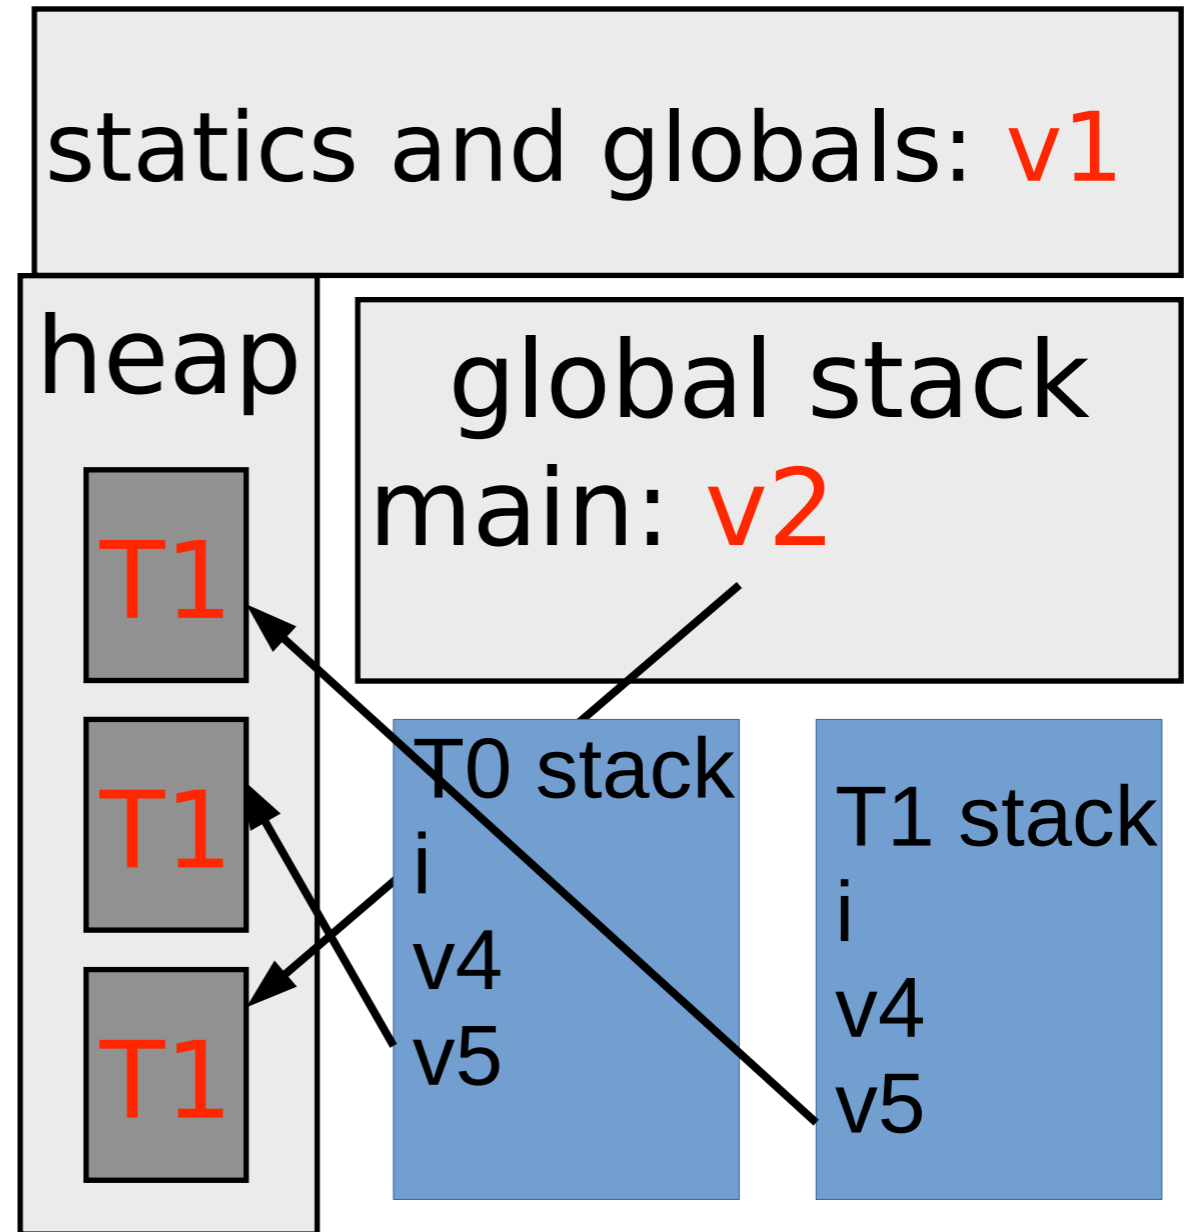 statics and globals: v1
heap
T1
T1
T1
global stack
main: v2
T0 stack
i
v4
v5
T1 stack
i
v4
v5